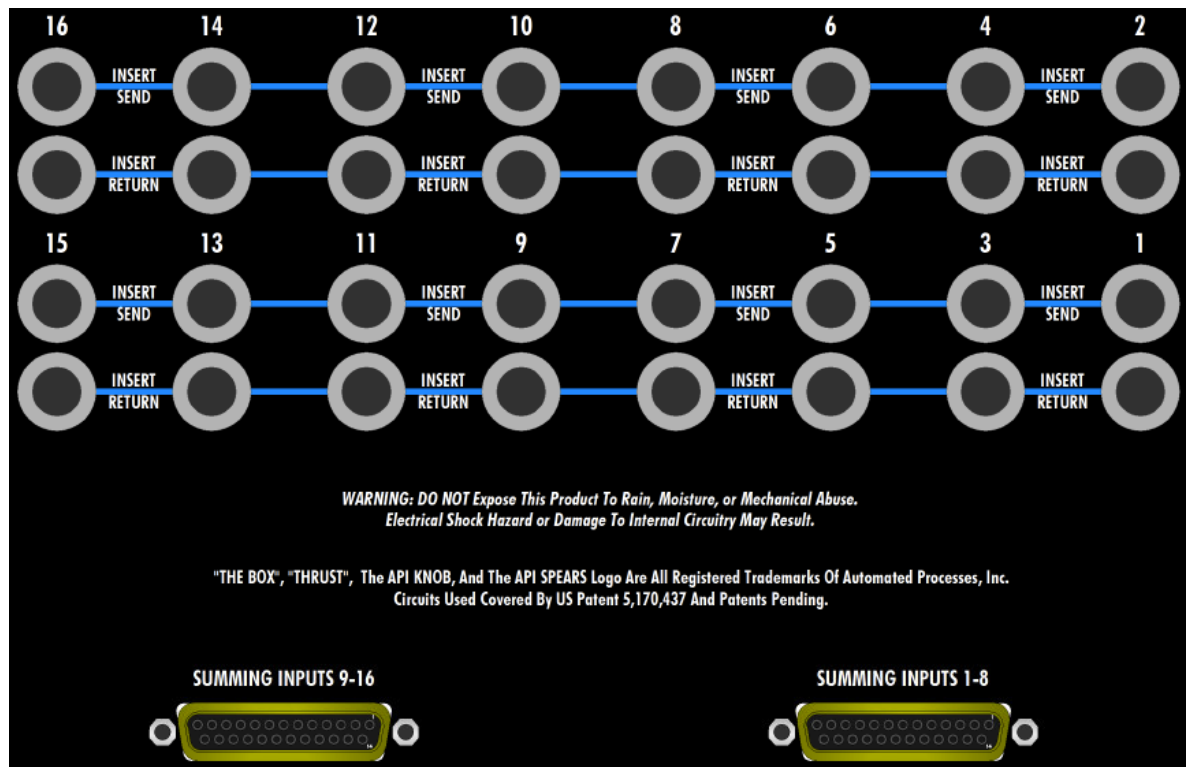 16 14 12 10 8 6 4 2
INSERT INSERT INSERT INSERT
SEND SEND SEND SEND
INSERT INSERT INSERT INSERT
RETURN RETURN RETURN RETURN
15 13 11 9 7 5 3 1
INSERT INSERT INSERT INSERT
SEND SEND SEND SEND
INSERT INSERT INSERT INSERT
RETURN RETURN RETURN RETURN
WARNING: DO NOT Expose This Product To Rain, Moisture, or Mechanical Abuse.
Electrical Shock Hazard or Damage To Internal Circuitry May Result.
"THE BOX", "THRUST", The API KNOB, And The API SPEARS Logo Are All Registered Trademarks Of Automated Processes, Inc.
Circuits Used Covered By US Patent 5,170,437 And Patents Pending.
SUMMING INPUTS 9-16 SUMMING INPUTS 1-8
1 1
14 14